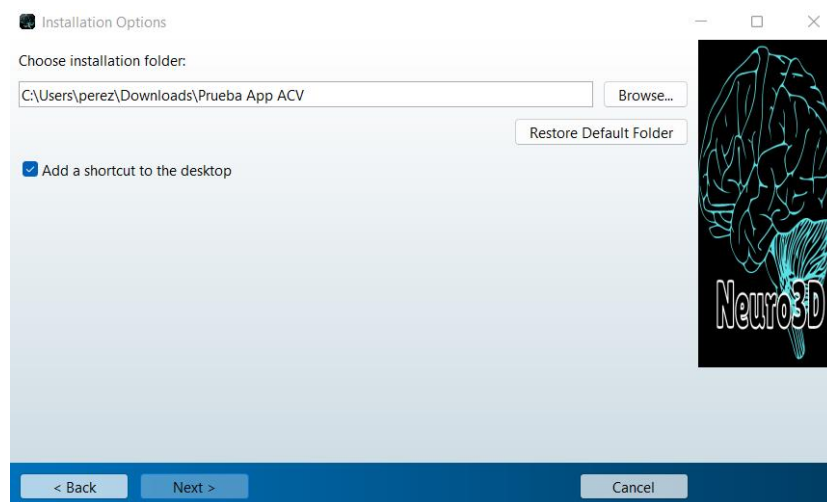 Installation Options
Choose installation folder:
C:\Users\perez\Downloads\Prueba App ACV
Browse...
Restore Default Folder
Add a shortcut to the desktop
Neuro3D
< Back
Next >
Cancel